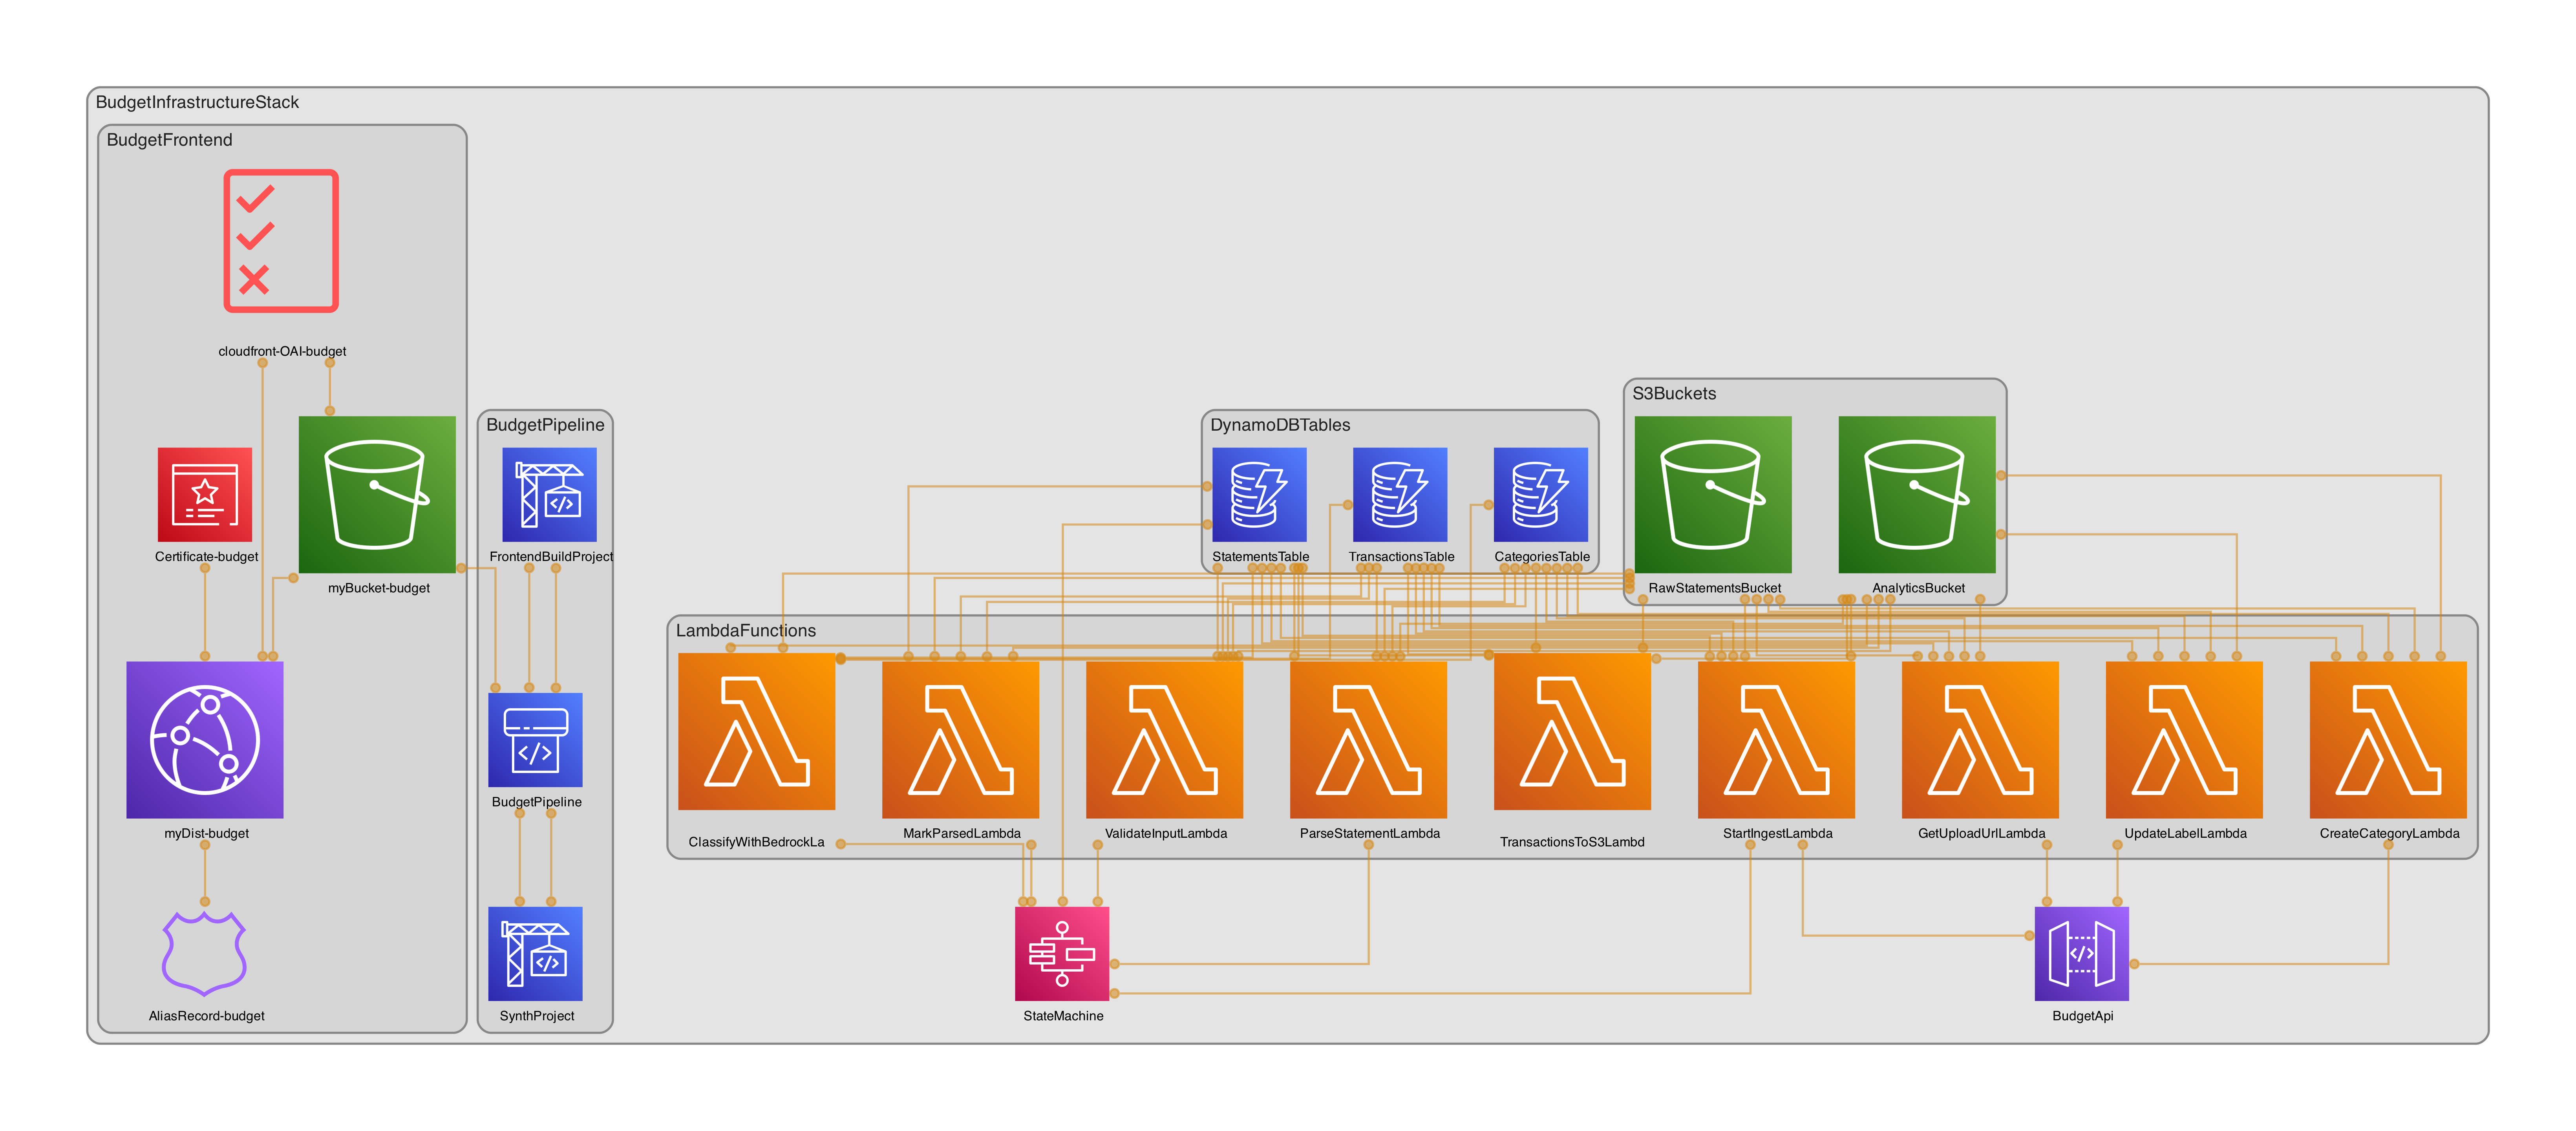 BudgetInfrastructureStack
BudgetFrontend
cloudfront-OAI-budget
Certificate-budget
myBucket-budget
myDist-budget
AliasRecord-budget
BudgetPipeline
FrontendBuildProject
BudgetPipeline
SynthProject
DynamoDBTables
StatementsTable
TransactionsTable
CategoriesTable
S3Buckets
RawStatementsBucket
AnalyticsBucket
LambdaFunctions
ClassifyWithBedrockLa
MarkParsedLambda
ValidateInputLambda
ParseStatementLambda
TransactionsToS3Lambd
StartIngestLambda
GetUploadUrlLambda
UpdateLabelLambda
CreateCategoryLambda
StateMachine
BudgetApi